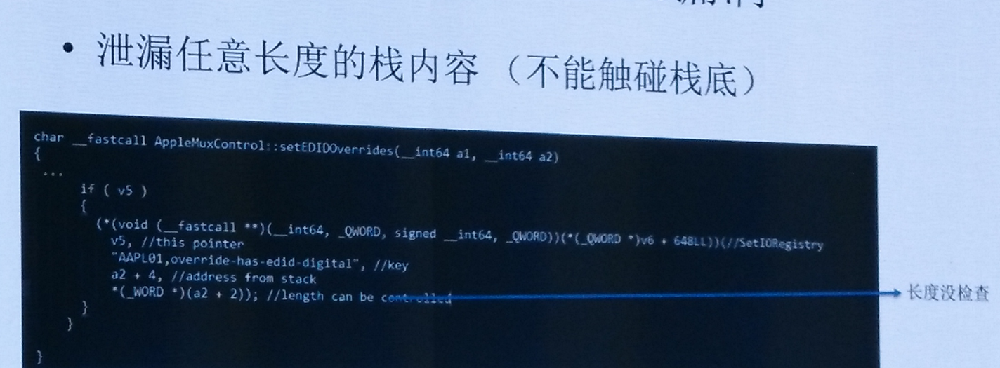 • 泄漏任意长度的栈内容 （不能触碰栈底）
char __fastcall AppleMuxControl::setEDIDOverrides(__int64 a1, __int64 a2)
{
...
if ( v5 )
{
(*(void (__fastcall **)(__int64, _QWORD, signed __int64, _QWORD))(*(_QWORD *)v6 + 648LL))(//SetIORegistry
v5, //this pointer
"AAPL01,override-has-edid-digital", //key
a2 + 4, //address from stack
*(_WORD *)(a2 + 2)); //length can be controlled
长度没检查
}
}
}